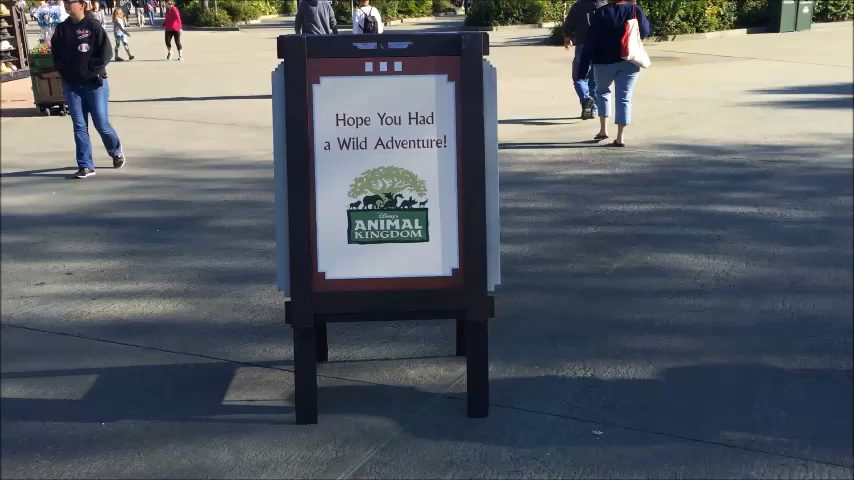 Hope You Had
a Wild Adventure!
Disney's
ANIMAL
KINGDOM